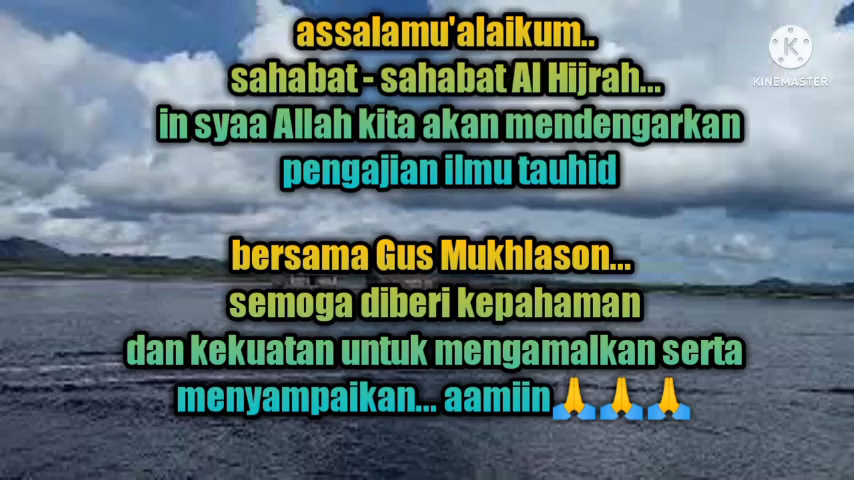 assalamu'alaikum..
sahabat - sahabat Al Hijrah...
in syaa Allah kita akan mendengarkan
pengajian ilmu tauhid
bersama Gus Mukhlason...
semoga diberi kepahaman
dan kekuatan untuk mengamalkan serta
menyampaikan... aamiin🙏🙏🙏
K
KINEMASTER